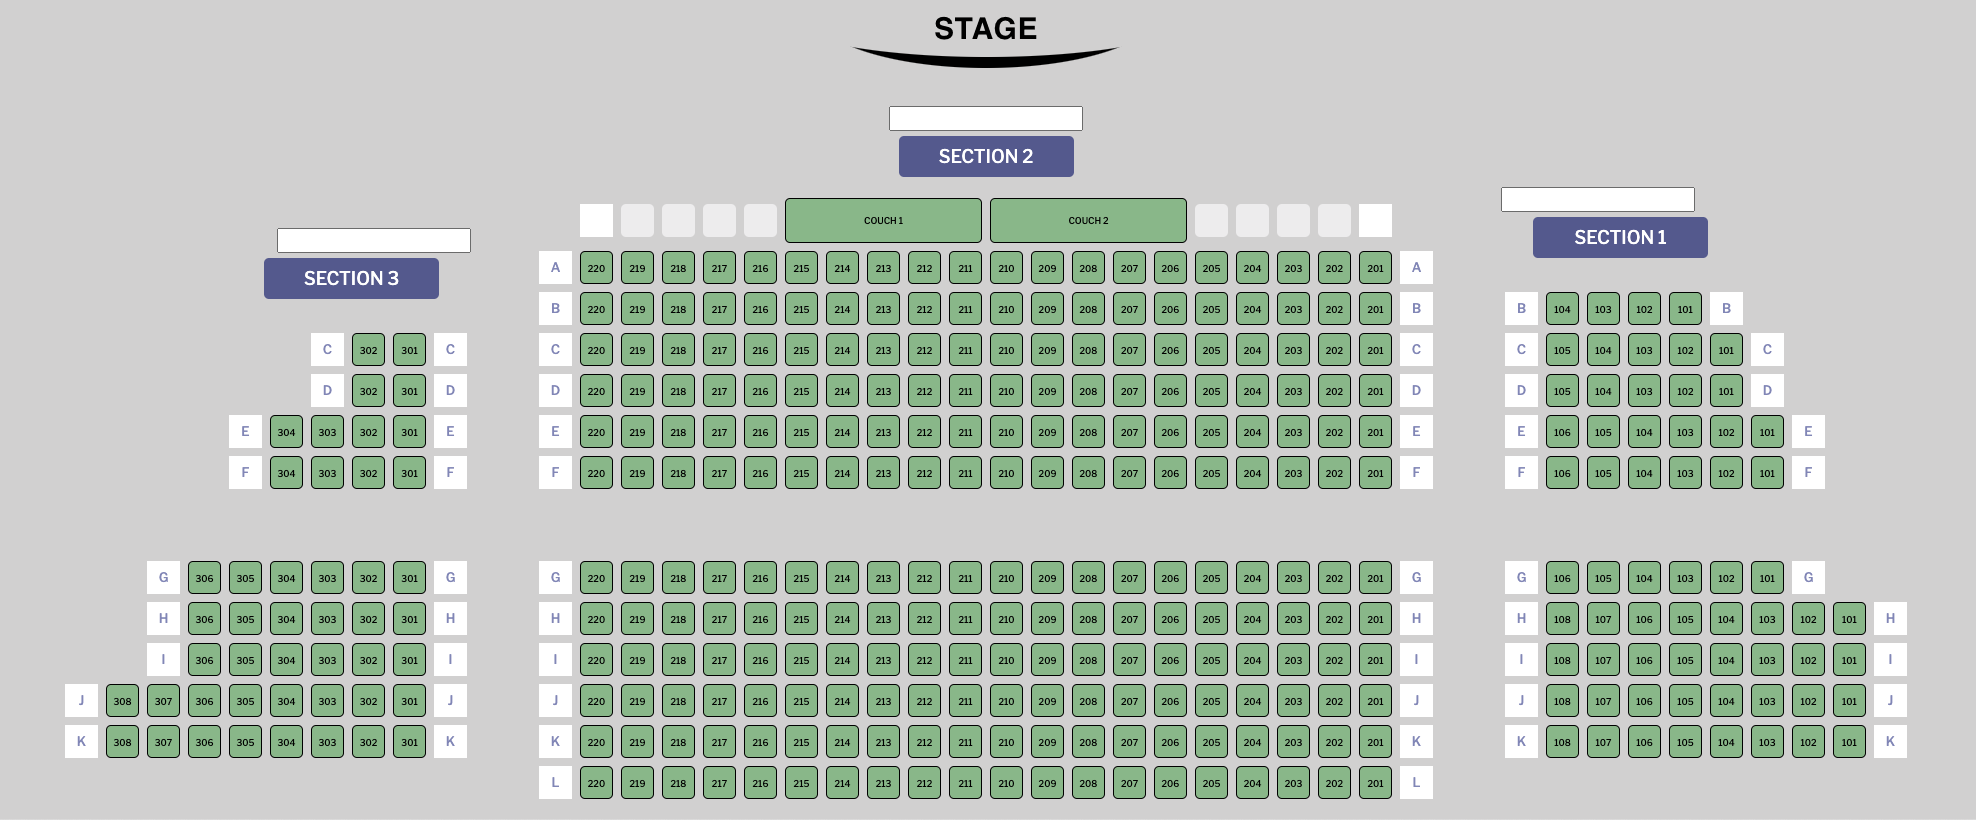 STAGE
SECTION 2
COUCH 1 COUCH 2
SECTION 1
SECTION 3
A 220 219 218 217 216 215 214 213 212 211 210 209 208 207 206 205 204 203 202 201 A
B 220 219 218 217 216 215 214 213 212 211 210 209 208 207 206 205 204 203 202 201 B B 104 103 102 101 B
C 302 301 C C 220 219 218 217 216 215 214 213 212 211 210 209 208 207 206 205 204 203 202 201 C C 105 104 103 102 101 C
D 302 301 D D 220 219 218 217 216 215 214 213 212 211 210 209 208 207 206 205 204 203 202 201 D D 105 104 103 102 101 D
E 304 303 302 301 E E 220 219 218 217 216 215 214 213 212 211 210 209 208 207 206 205 204 203 202 201 E E 106 105 104 103 102 101 E
F 304 303 302 301 F F 220 219 218 217 216 215 214 213 212 211 210 209 208 207 206 205 204 203 202 201 F F 106 105 104 103 102 101 F
G 306 305 304 303 302 301 G G 220 219 218 217 216 215 214 213 212 211 210 209 208 207 206 205 204 203 202 201 G G 106 105 104 103 102 101 G
H 306 305 304 303 302 301 H H 220 219 218 217 216 215 214 213 212 211 210 209 208 207 206 205 204 203 202 201 H H 108 107 106 105 104 103 102 101 H
I 306 305 304 303 302 301 I I 220 219 218 217 216 215 214 213 212 211 210 209 208 207 206 205 204 203 202 201 I I 108 107 106 105 104 103 102 101 I
J 308 307 306 305 304 303 302 301 J J 220 219 218 217 216 215 214 213 212 211 210 209 208 207 206 205 204 203 202 201 J J 108 107 106 105 104 103 102 101 J
K 308 307 306 305 304 303 302 301 K K 220 219 218 217 216 215 214 213 212 211 210 209 208 207 206 205 204 203 202 201 K K 108 107 106 105 104 103 102 101 K
L 220 219 218 217 216 215 214 213 212 211 210 209 208 207 206 205 204 203 202 201 L